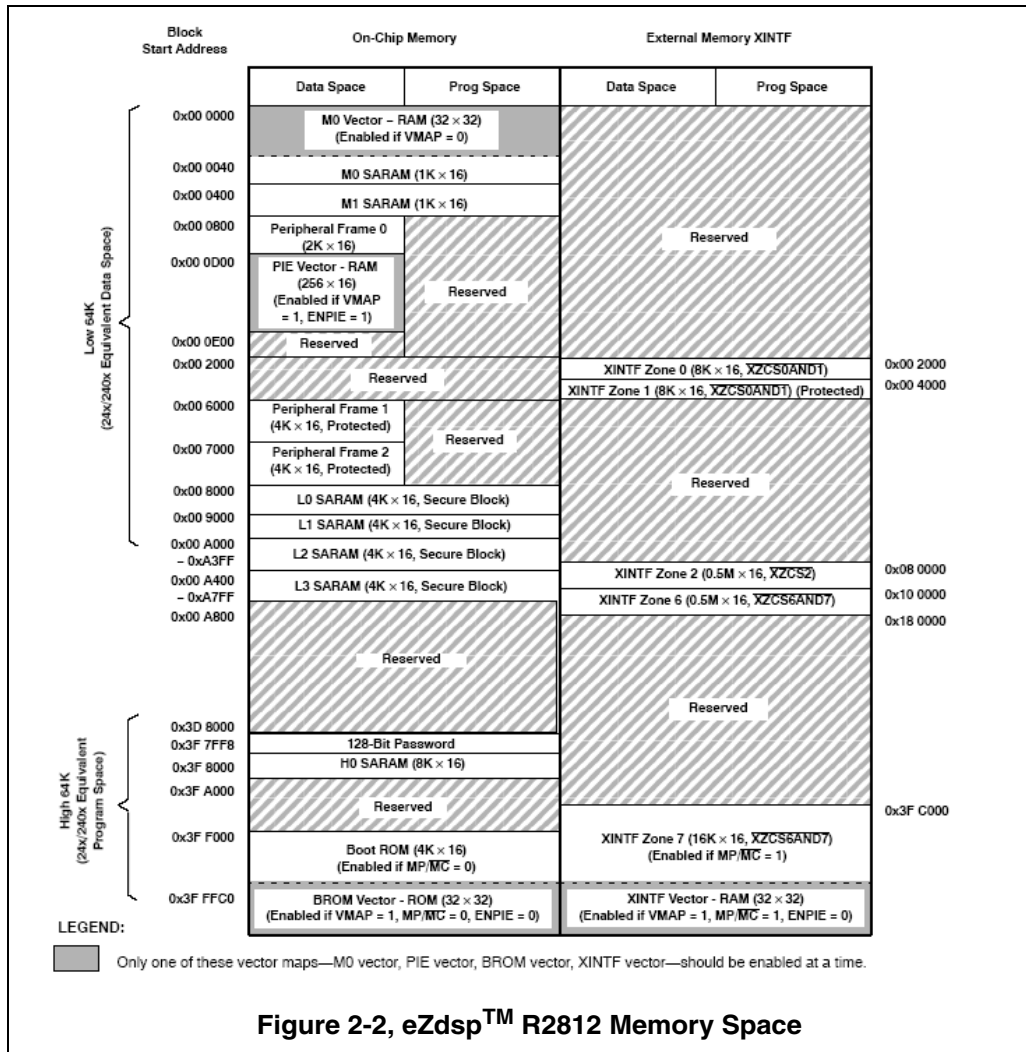 Block
Start Address
On-Chip Memory
External Memory XINTF
Data Space
Prog Space
Data Space
Prog Space
0x00 0000
M0 Vector – RAM (32 × 32)
(Enabled if VMAP = 0)
0x00 0040
M0 SARAM (1K × 16)
0x00 0400
M1 SARAM (1K × 16)
0x00 0800
Peripheral Frame 0
(2K × 16)
0x00 0D00
PIE Vector - RAM
(256 × 16)
(Enabled if VMAP
= 1, ENPIE = 1)
Reserved
Reserved
0x00 0E00
Reserved
0x00 2000
Reserved
XINTF Zone 0 (8K × 16, XZCS0AND1)
0x00 2000
XINTF Zone 1 (8K × 16, XZCS0AND1) (Protected)
0x00 4000
0x00 6000
Peripheral Frame 1
(4K × 16, Protected)
Reserved
0x00 7000
Peripheral Frame 2
(4K × 16, Protected)
Reserved
0x00 8000
L0 SARAM (4K × 16, Secure Block)
0x00 9000
L1 SARAM (4K × 16, Secure Block)
0x00 A000
– 0xA3FF
L2 SARAM (4K × 16, Secure Block)
0x00 A400
– 0xA7FF
L3 SARAM (4K × 16, Secure Block)
XINTF Zone 2 (0.5M × 16, XZCS2)
0x08 0000
XINTF Zone 6 (0.5M × 16, XZCS6AND7)
0x10 0000
0x00 A800
0x18 0000
Reserved
Reserved
0x3D 8000
0x3F 7FF8
128-Bit Password
0x3F 8000
H0 SARAM (8K × 16)
0x3F A000
Reserved
0x3F C000
0x3F F000
Boot ROM (4K × 16)
(Enabled if MP/MC = 0)
XINTF Zone 7 (16K × 16, XZCS6AND7)
(Enabled if MP/MC = 1)
0x3F FFC0
BROM Vector - ROM (32 × 32)
(Enabled if VMAP = 1, MP/MC = 0, ENPIE = 0)
XINTF Vector - RAM (32 × 32)
(Enabled if VMAP = 1, MP/MC = 1, ENPIE = 0)
Low 64K
(24x/240x Equivalent Data Space)
High 64K
(24x/240x Equivalent
Program Space)
LEGEND:
Only one of these vector maps—M0 vector, PIE vector, BROM vector, XINTF vector—should be enabled at a time.
Figure 2-2, eZdsp™ R2812 Memory Space